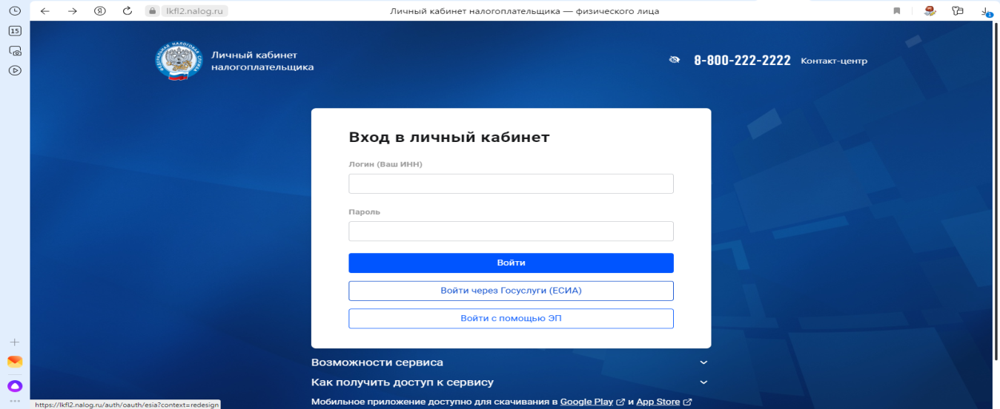 lkfl2.nalog.ru
Личный кабинет налогоплательщика — физического лица
15
1
ФЕДЕРАЛЬНАЯ НАЛОГОВАЯ СЛУЖБА
Личный кабинет
налогоплательщика
8-800-222-2222 Контакт-центр
Вход в личный кабинет
Логин (Ваш ИНН)
Пароль
Войти
Войти через Госуслуги (ЕСИА)
Войти с помощью ЭП
Возможности сервиса
Как получить доступ к сервису
Мобильное приложение доступно для скачивания в Google Play и App Store
https://lkfl2.nalog.ru/auth/oauth/esia?context=redesign